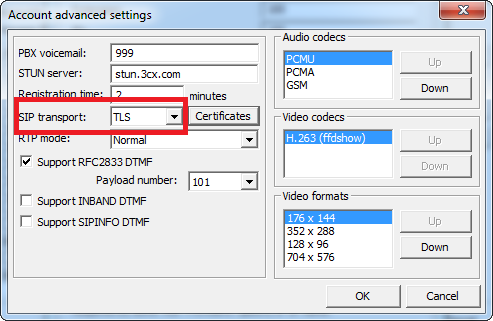 Account advanced settings
PBX voicemail: 999
STUN server: stun.3cx.com
Registration time: 2 minutes
SIP transport: TLS Certificates
RTP mode: Normal
Support RFC2833 DTMF
Payload number: 101
Support INBAND DTMF
Support SIPINFO DTMF
Audio codecs
PCMU
PCMA
GSM
Up
Down
Video codecs
H.263 (ffdshow)
Up
Down
Video formats
176 x 144
352 x 288
128 x 96
704 x 576
Up
Down
OK Cancel